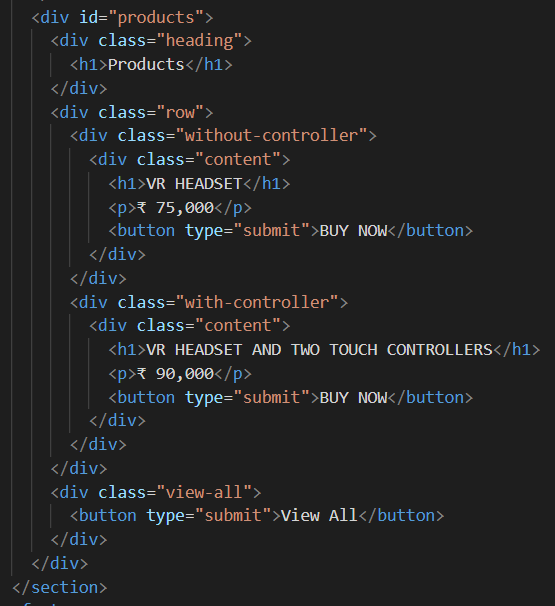 <div id="products">
<div class="heading">
<h1>Products</h1>
</div>
<div class="row">
<div class="without-controller">
<div class="content">
<h1>VR HEADSET</h1>
<p>₹ 75,000</p>
<button type="submit">BUY NOW</button>
</div>
</div>
<div class="with-controller">
<div class="content">
<h1>VR HEADSET AND TWO TOUCH CONTROLLERS</h1>
<p>₹ 90,000</p>
<button type="submit">BUY NOW</button>
</div>
</div>
</div>
<div class="view-all">
<button type="submit">View All</button>
</div>
</div>
</section>